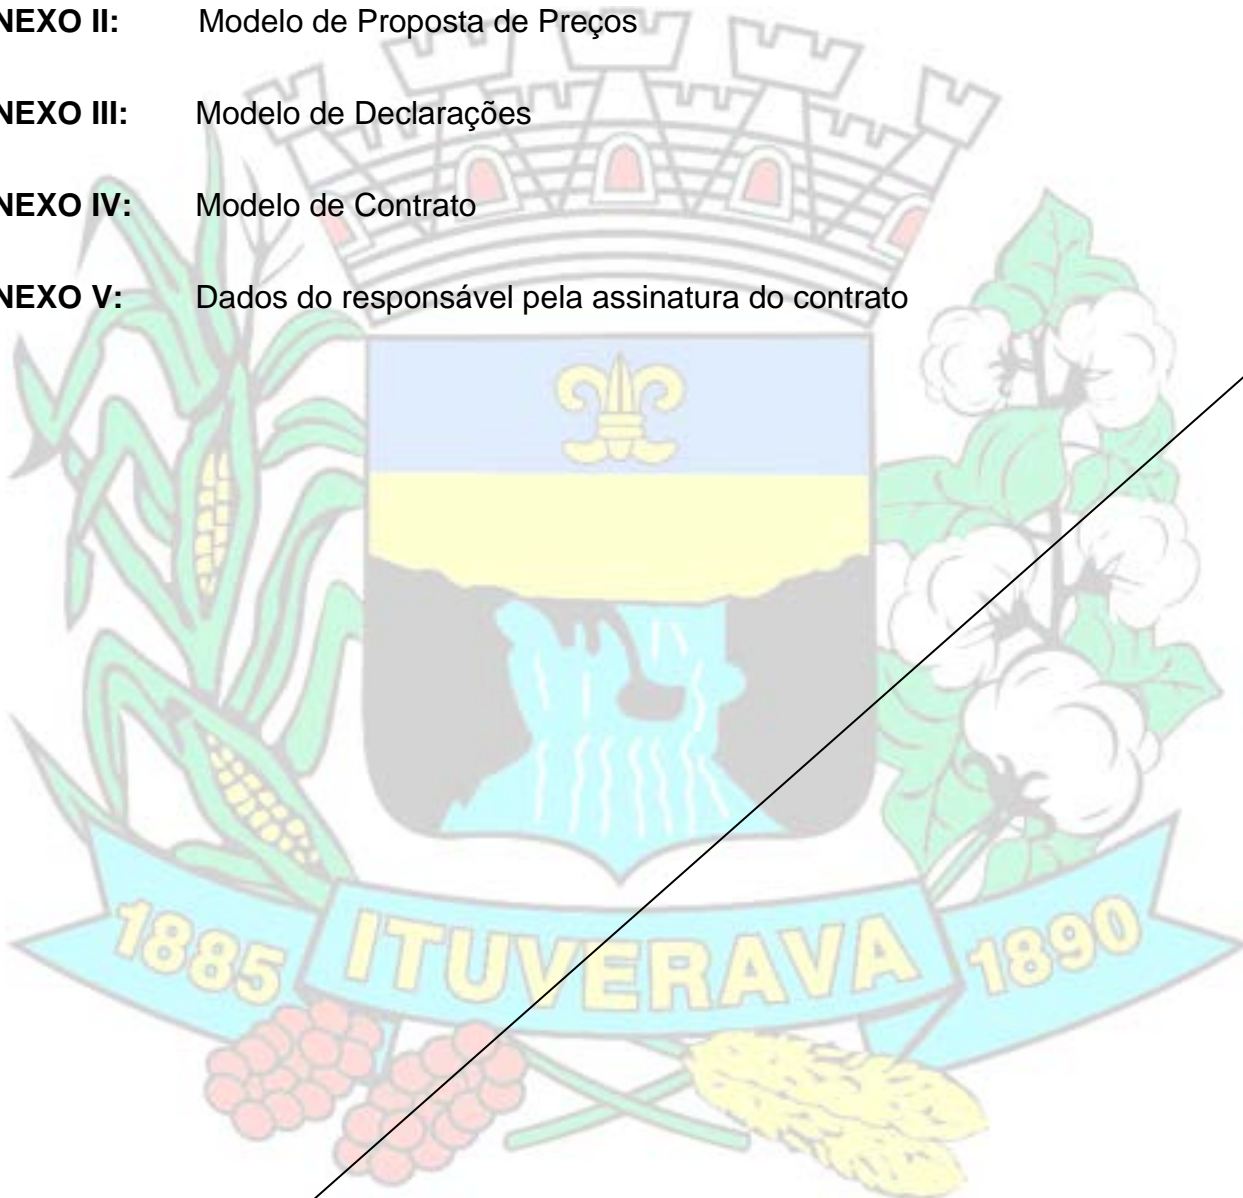 NEXO II: Modelo de Proposta de Preços
NEXO III: Modelo de Declarações
NEXO IV: Modelo de Contrato
NEXO V: Dados do responsável pela assinatura do contrato
1885 ITUVERAVA 1890